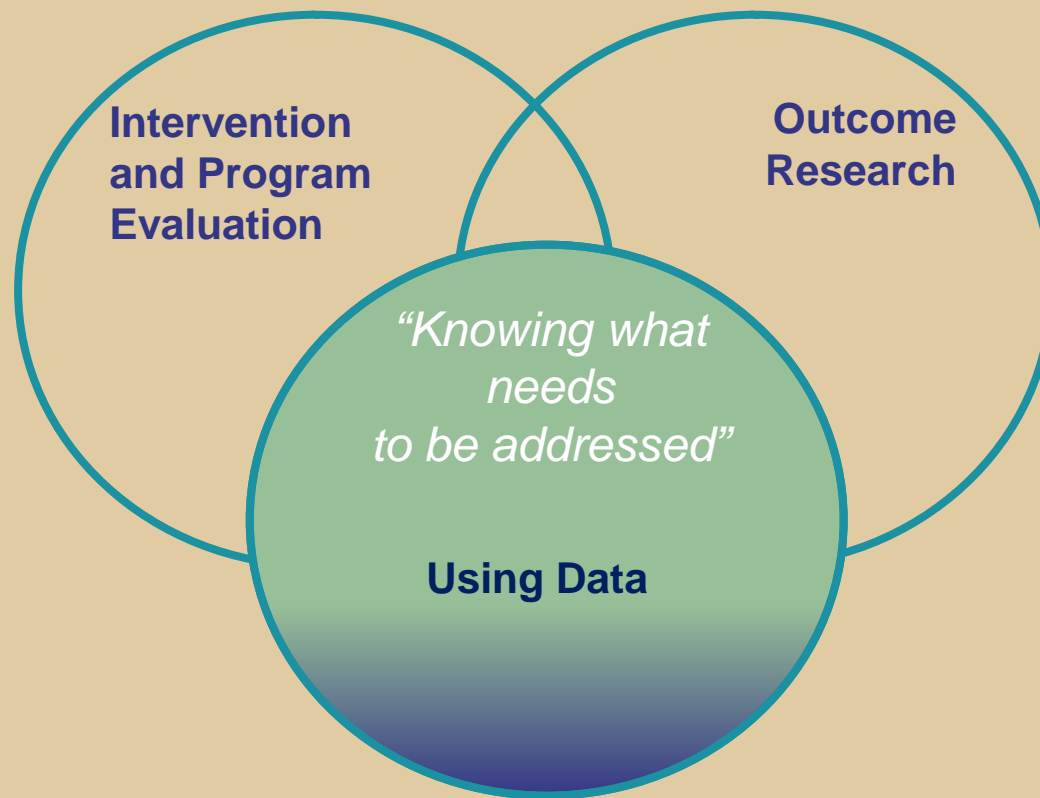 Intervention
and Program
Evaluation
Outcome
Research
“Knowing what
needs
to be addressed”
Using Data